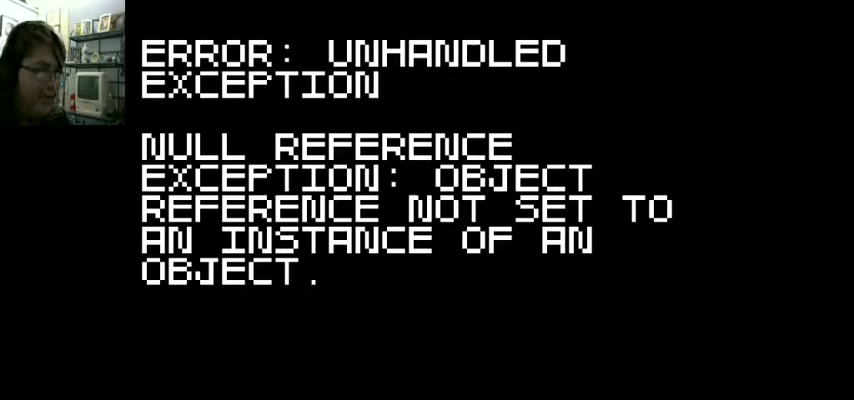 ERROR: UNHANDLED
EXCEPTION
NULL REFERENCE
EXCEPTION: OBJECT
REFERENCE NOT SET TO
AN INSTANCE OF AN
OBJECT.